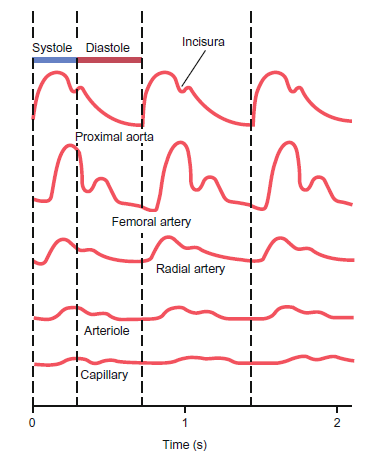 Systole
Diastole
Incisura
Proximal aorta
Femoral artery
Radial artery
Arteriole
Capillary
0
1
2
Time (s)